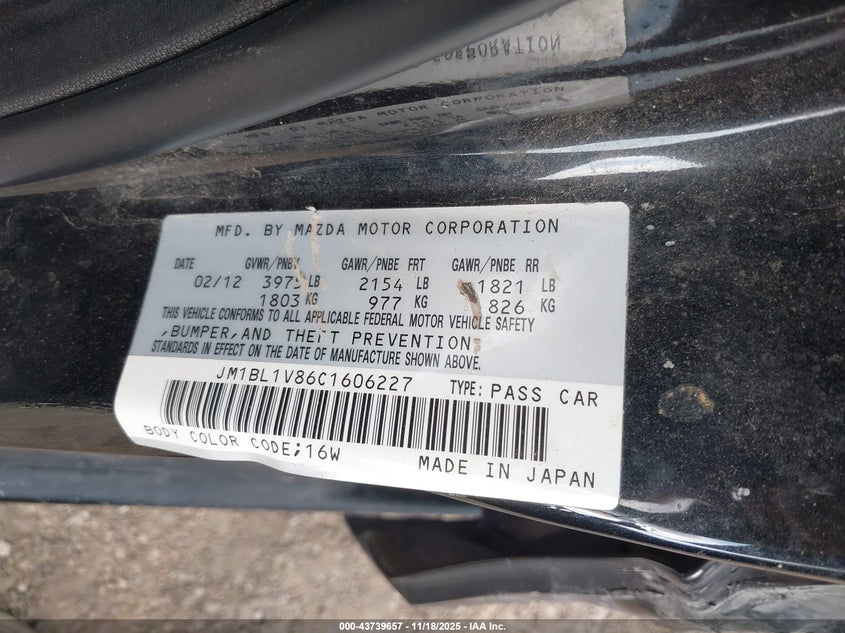 MFD. BY MAZDA MOTOR CORPORATION
DATE GVWR/PNBV GAWR/PNBE FRT GAWR/PNBE RR
02/12 3975 LB 2154 LB 1821 LB
1803 KG 977 KG 826 KG
THIS VEHICLE CONFORMS TO ALL APPLICABLE FEDERAL MOTOR VEHICLE SAFETY
,BUMPER,AND THEFT PREVENTION
STANDARDS IN EFFECT ON THE DATE OF MANUFACTURE SHOWN ABOVE.
JM1BL1V86C1606227 TYPE: PASS CAR
BODY COLOR CODE;16W
MADE IN JAPAN
000-43739657 - 11/18/2025 - IAA Inc.